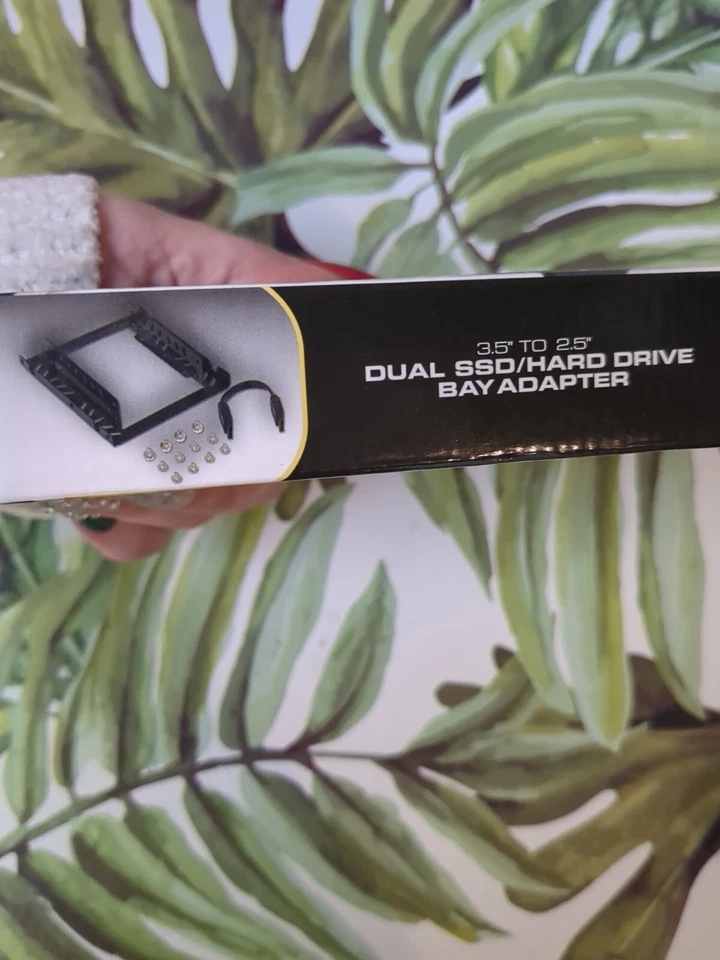 3.5" TO 2.5"
DUAL SSD/HARD DRIVE
BAY ADAPTER